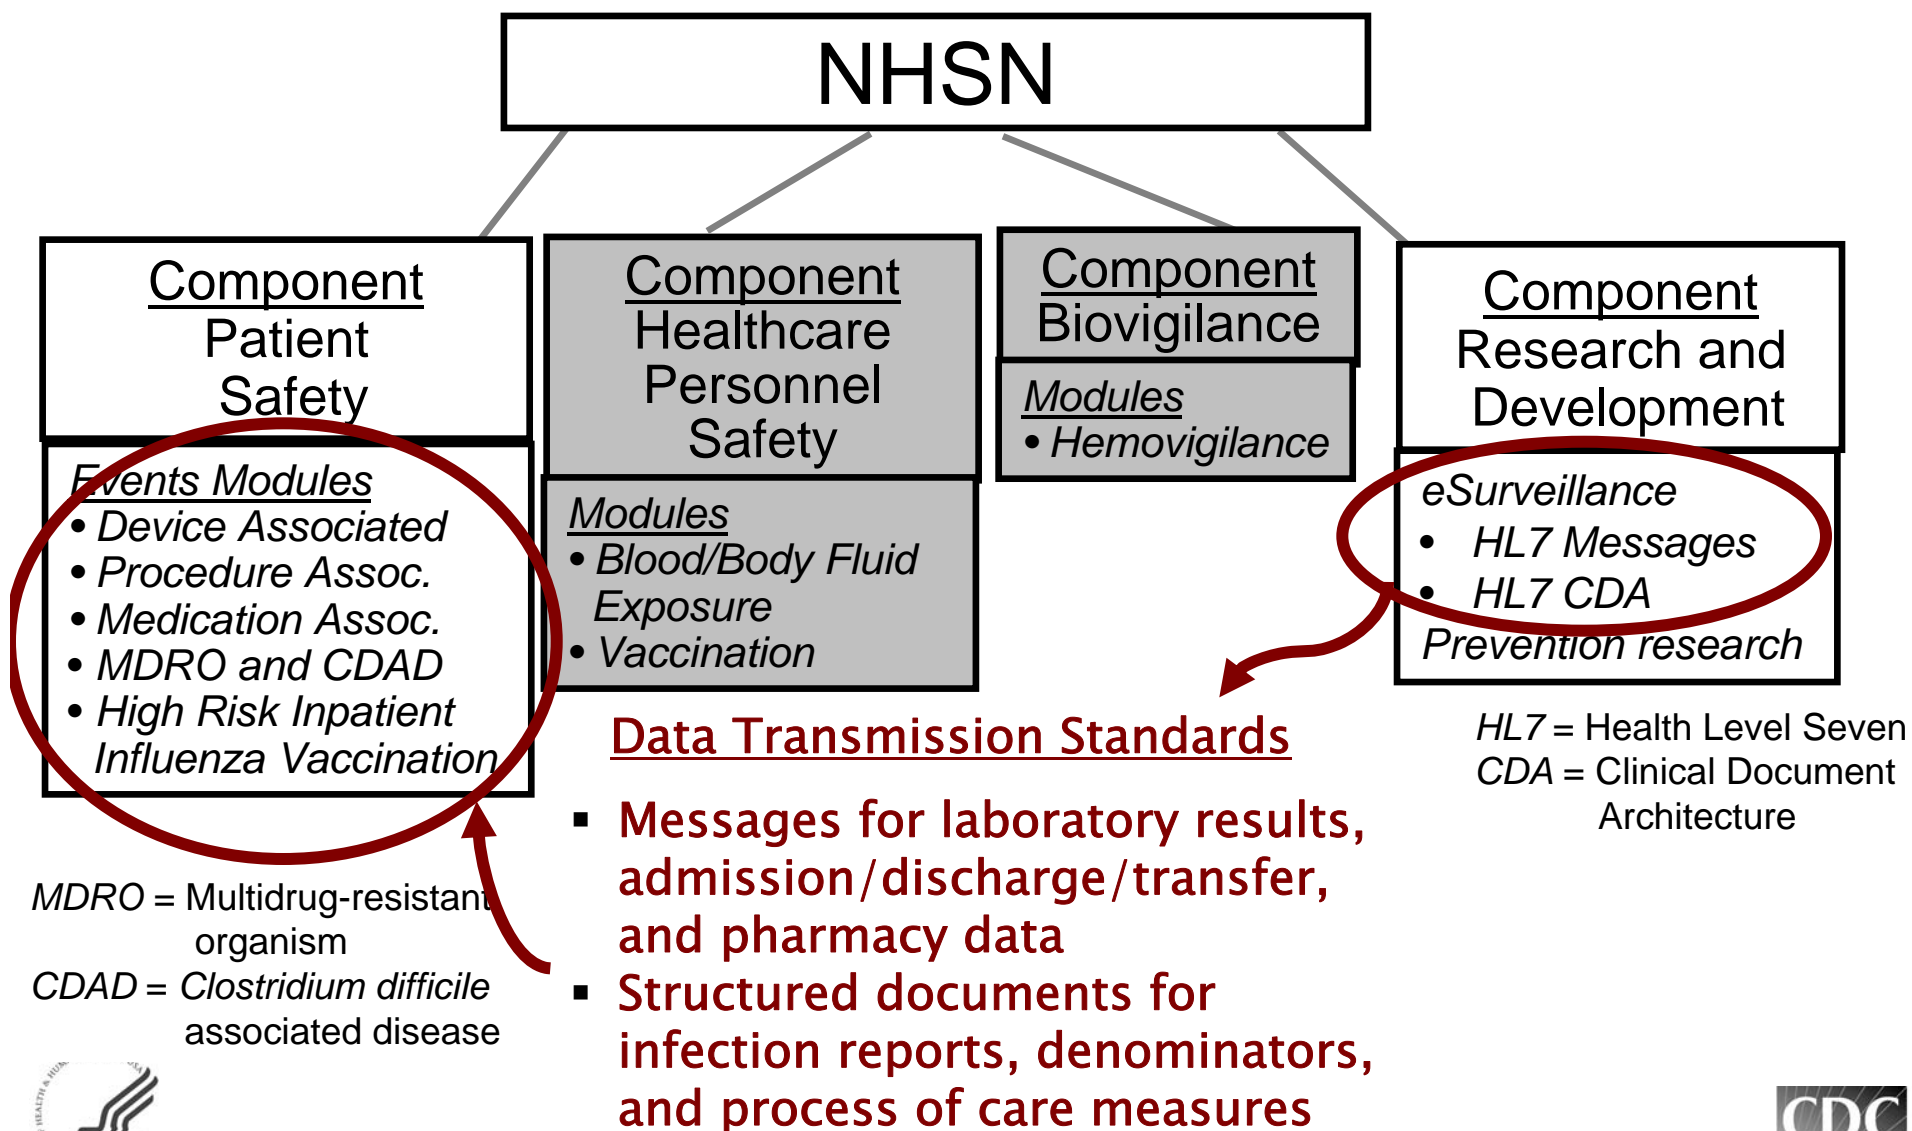 NHSN
Component
Patient
Safety
Events Modules
• Device Associated
• Procedure Assoc.
• Medication Assoc.
• MDRO and CDAD
• High Risk Inpatient
Influenza Vaccination
Component
Healthcare
Personnel
Safety
Modules
• Blood/Body Fluid
Exposure
• Vaccination
Component
Biovigilance
Modules
• Hemovigilance
Component
Research and
Development
eSurveillance
• HL7 Messages
• HL7 CDA
Prevention research
HL7 = Health Level Seven
CDA = Clinical Document
Architecture
MDRO = Multidrug-resistant
organism
CDAD = Clostridium difficile
associated disease
Data Transmission Standards
▪ Messages for laboratory results,
admission/discharge/transfer,
and pharmacy data
▪ Structured documents for
infection reports, denominators,
and process of care measures
CDC